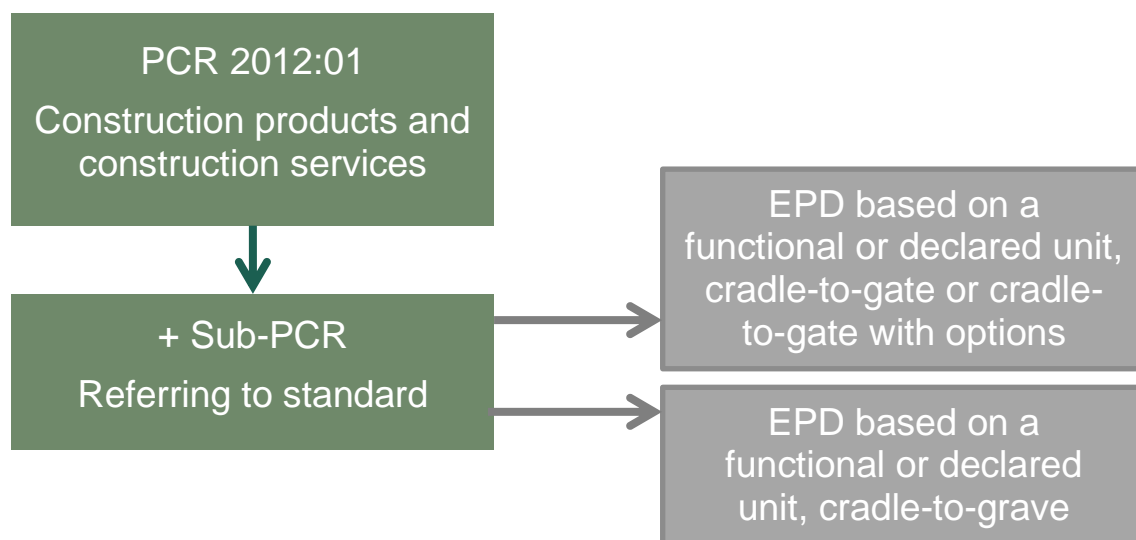 PCR 2012:01
Construction products and
construction services
+ Sub-PCR
Referring to standard
EPD based on a
functional or declared unit,
cradle-to-gate or cradle-
to-gate with options
EPD based on a
functional or declared
unit, cradle-to-grave